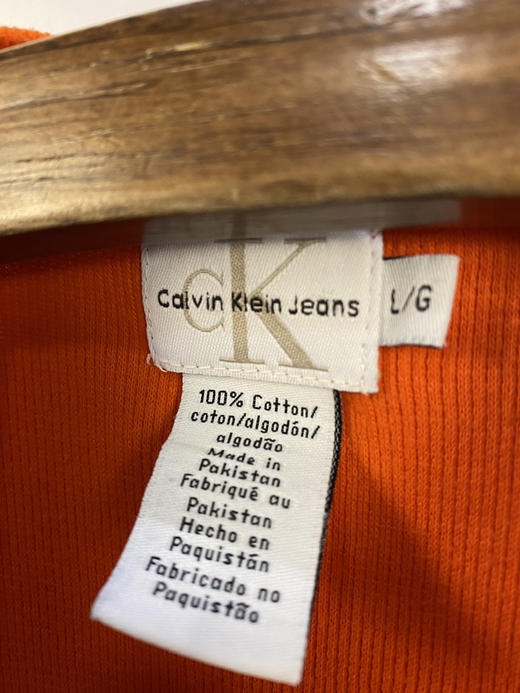 CK
Calvin Klein Jeans
L/G
100% Cotton/
coton/algodón/
algodão
Made in
Pakistan
Fabriqué au
Pakistan
Hecho en
Paquistán
Fabricado no
Paquistão